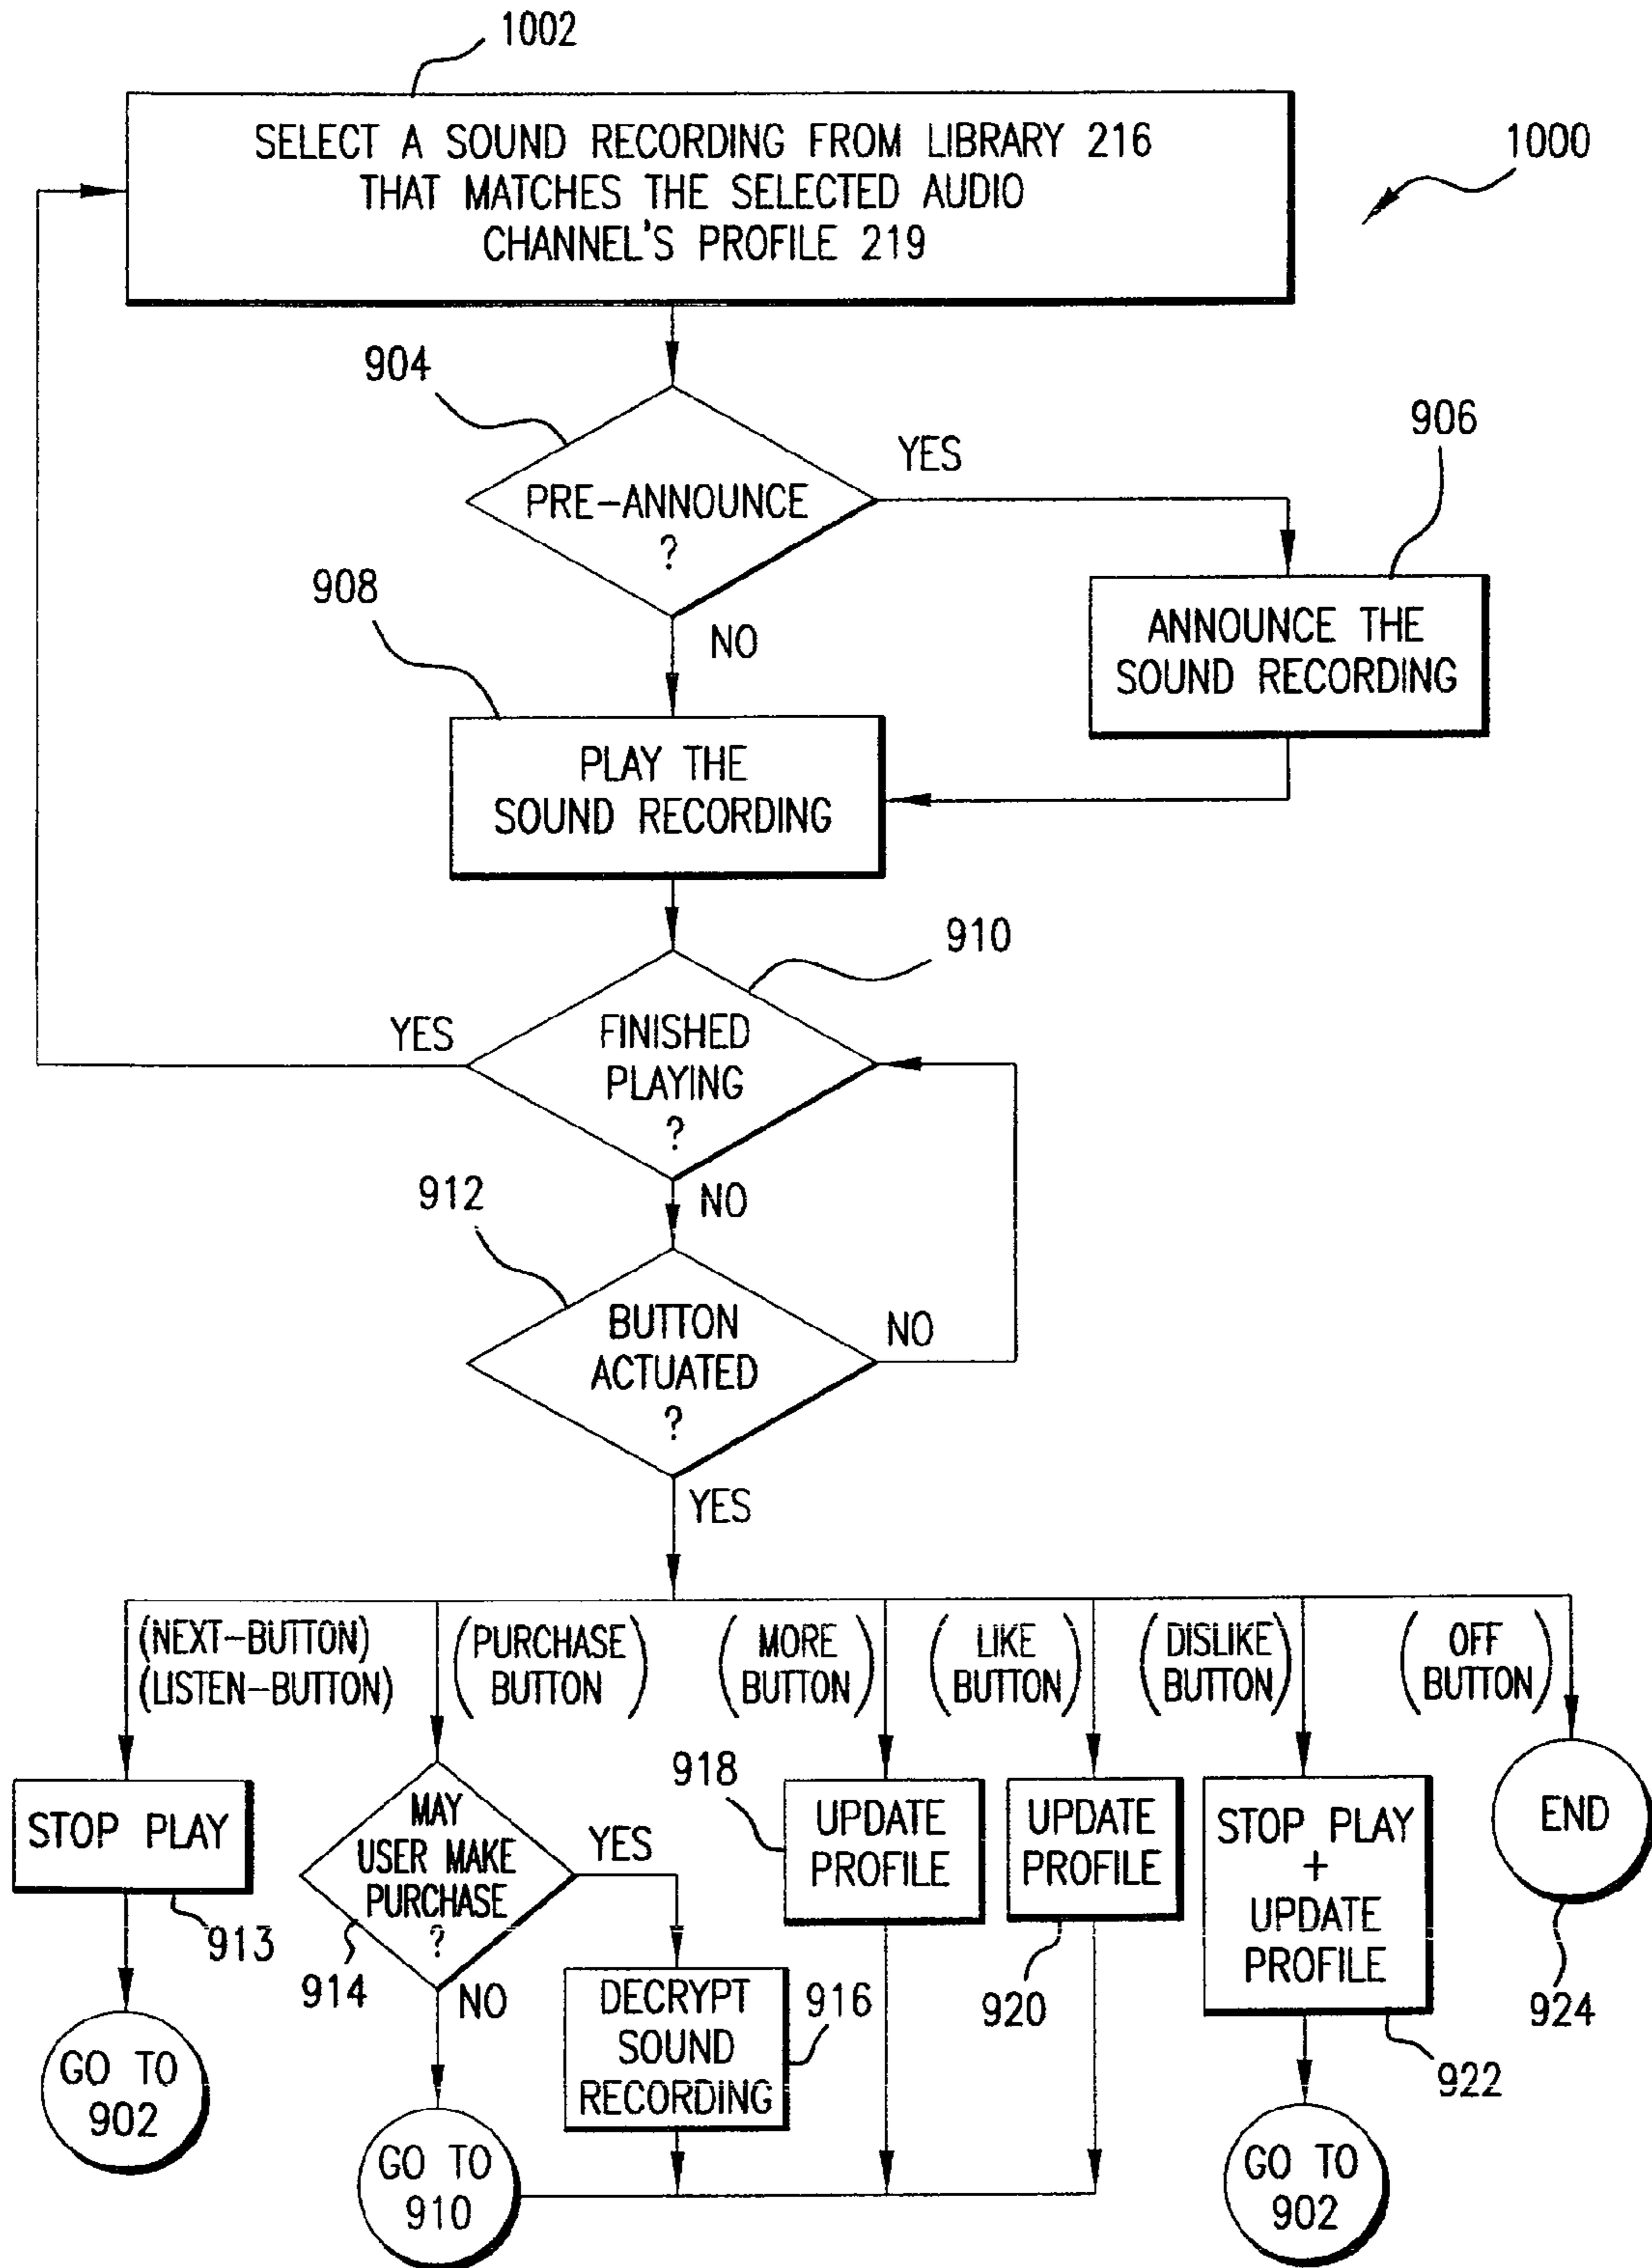 1002
SELECT A SOUND RECORDING FROM LIBRARY 216
THAT MATCHES THE SELECTED AUDIO
CHANNEL'S PROFILE 219
1000
904
PRE-ANNOUNCE
?
YES
NO
906
ANNOUNCE THE
SOUND RECORDING
908
PLAY THE
SOUND RECORDING
910
FINISHED
PLAYING
?
YES
NO
912
BUTTON
ACTUATED
?
NO
YES
(NEXT-BUTTON)
(LISTEN-BUTTON)
(PURCHASE
BUTTON)
(MORE
BUTTON)
(LIKE
BUTTON)
(DISLIKE
BUTTON)
(OFF
BUTTON)
STOP PLAY
913
GO TO
902
MAY
USER MAKE
PURCHASE
?
914
YES
NO
DECRYPT
SOUND
RECORDING
916
GO TO
910
918
UPDATE
PROFILE
UPDATE
PROFILE
920
STOP PLAY
+
UPDATE
PROFILE
922
GO TO
902
END
924